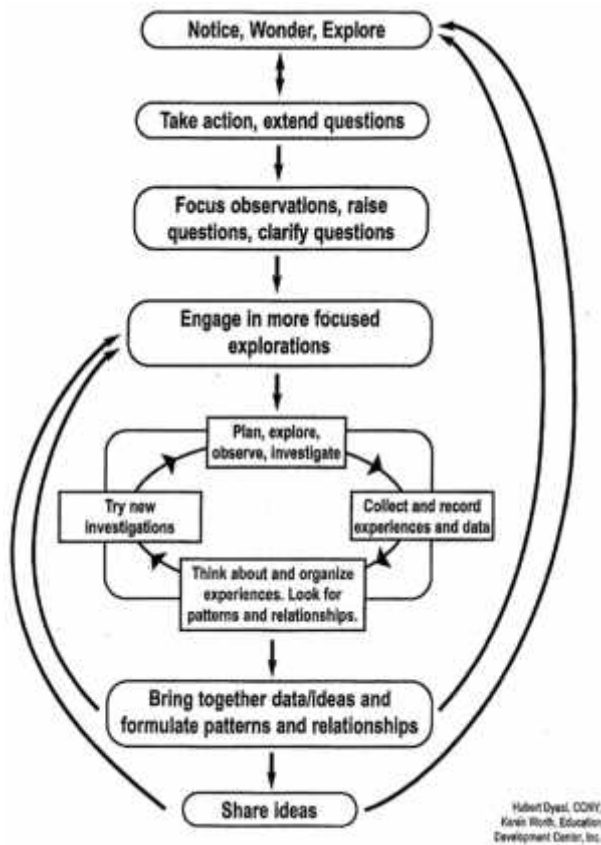 Notice, Wonder, Explore
Take action, extend questions
Focus observations, raise
questions, clarify questions
Engage in more focused
explorations
Plan, explore,
observe, investigate
Try new
investigations
Collect and record
experiences and data
Think about and organize
experiences. Look for
patterns and relationships.
Bring together data/ideas and
formulate patterns and relationships
Share ideas
Hubert Dyasi, CCNY,
Karen Worth, Education
Development Center, Inc.